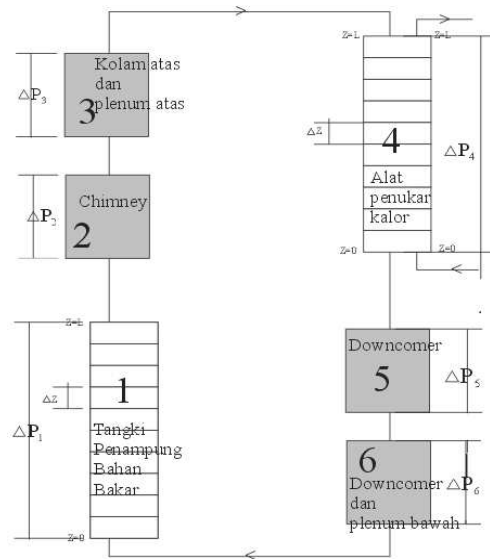 △P₃
Kolam atas
dan
plenum atas
3
△P₂
Chimney
2
Z=L
△Z
△P₁
1
Tangki
Penampung
Bahan
Bakar
Z=0
Z=L
Z=L
△Z
4
△P₄
Alat
penukar
kalor
Z=0
Z=0
Downcomer
5
△P₅
6
Downcomer
dan
plenum bawah
△P₆